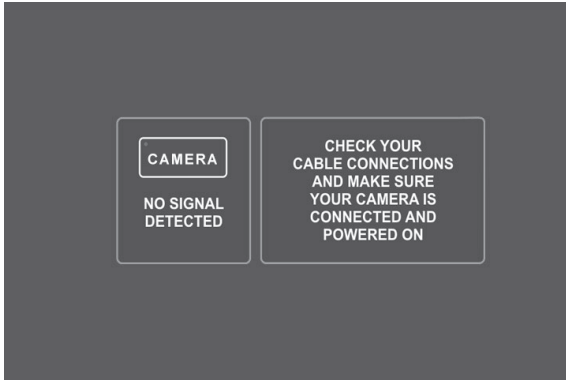 CAMERA
NO SIGNAL
DETECTED
CHECK YOUR
CABLE CONNECTIONS
AND MAKE SURE
YOUR CAMERA IS
CONNECTED AND
POWERED ON